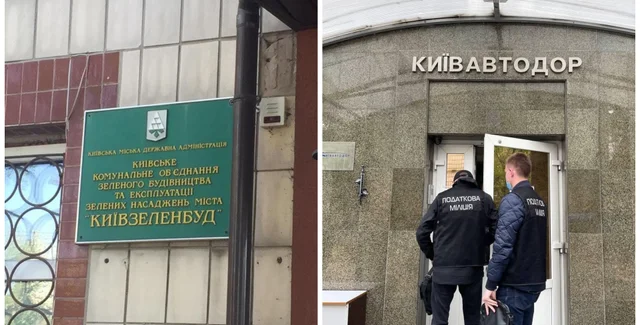 КИЇВСЬКА МІСЬКА ДЕРЖАВНА АДМІНІСТРАЦІЯ
КИЇВСЬКЕ
КОМУНАЛЬНЕ ОБ'ЄДНАННЯ
ЗЕЛЕНОГО БУДІВНИЦТВА
ТА ЕКСПЛУАТАЦІЇ
ЗЕЛЕНИХ НАСАДЖЕНЬ МІСТА
"КИЇВЗЕЛЕНБУД"
КИЇВАВТОДОР
ПОДАТКОВА
МІЛІЦІЯ
ПОДАТКОВА
МІЛІЦІЯ